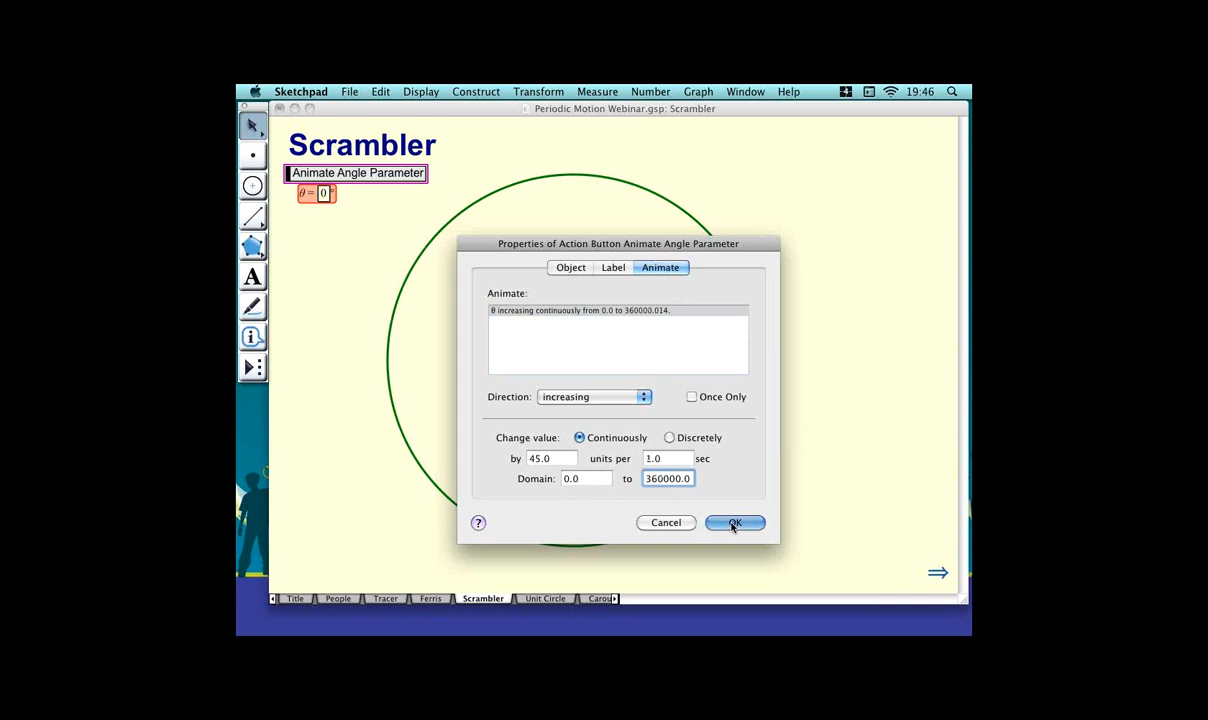 Sketchpad File Edit Display Construct Transform Measure Number Graph Window Help 4 19:46
Periodic Motion Webinar.gsp: Scrambler
Scrambler
Animate Angle Parameter
θ = 0°
Properties of Action Button Animate Angle Parameter
Object Label Animate
Animate:
θ increasing continuously from 0.0 to 360000.014.
Direction: increasing Once Only
Change value: Continuously Discretely
by 45.0 units per 1.0 sec
Domain: 0.0 to 360000.0
? Cancel OK
A
i
Title People Tracer Ferris Scrambler Unit Circle Carou